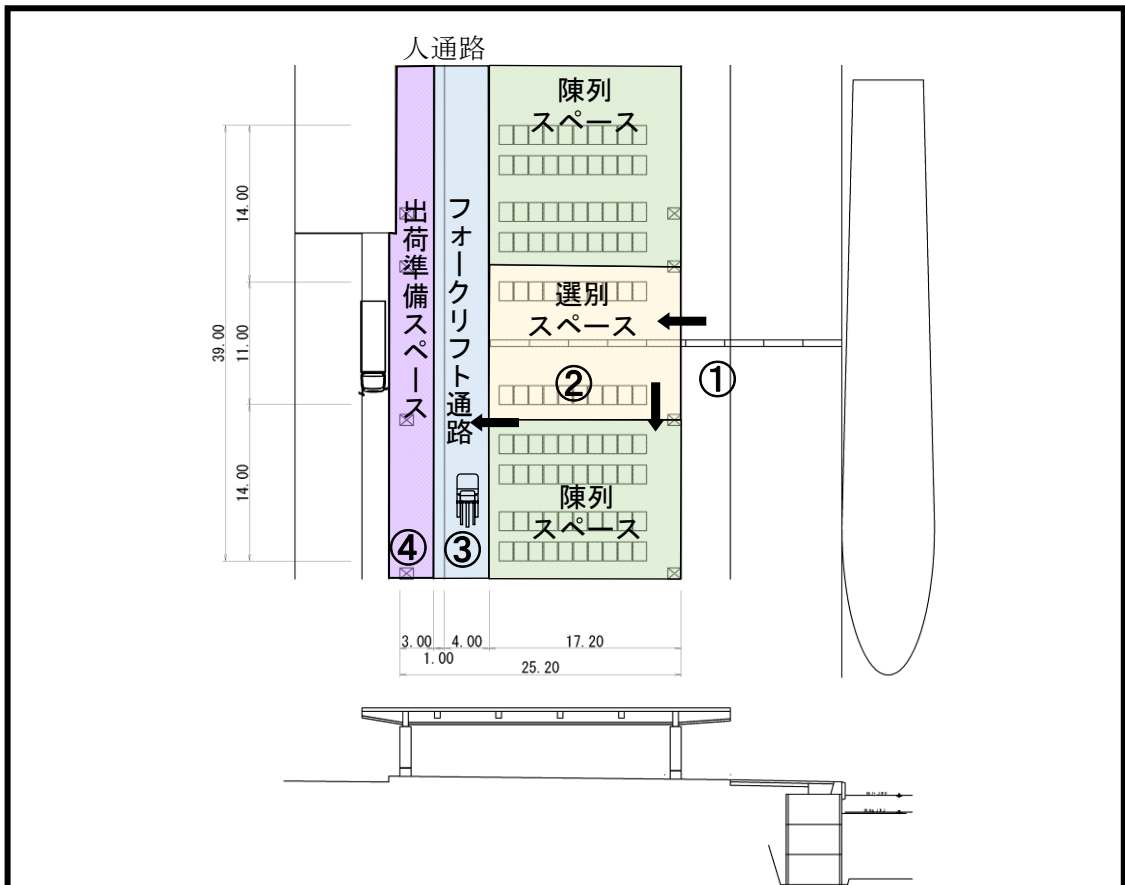 人通路
陳列
スペース
出荷準備スペース
フォークリフト通路
選別
スペース
①
②
陳列
スペース
④
③
14.00
11.00
14.00
39.00
3.00
4.00
17.20
1.00
25.20